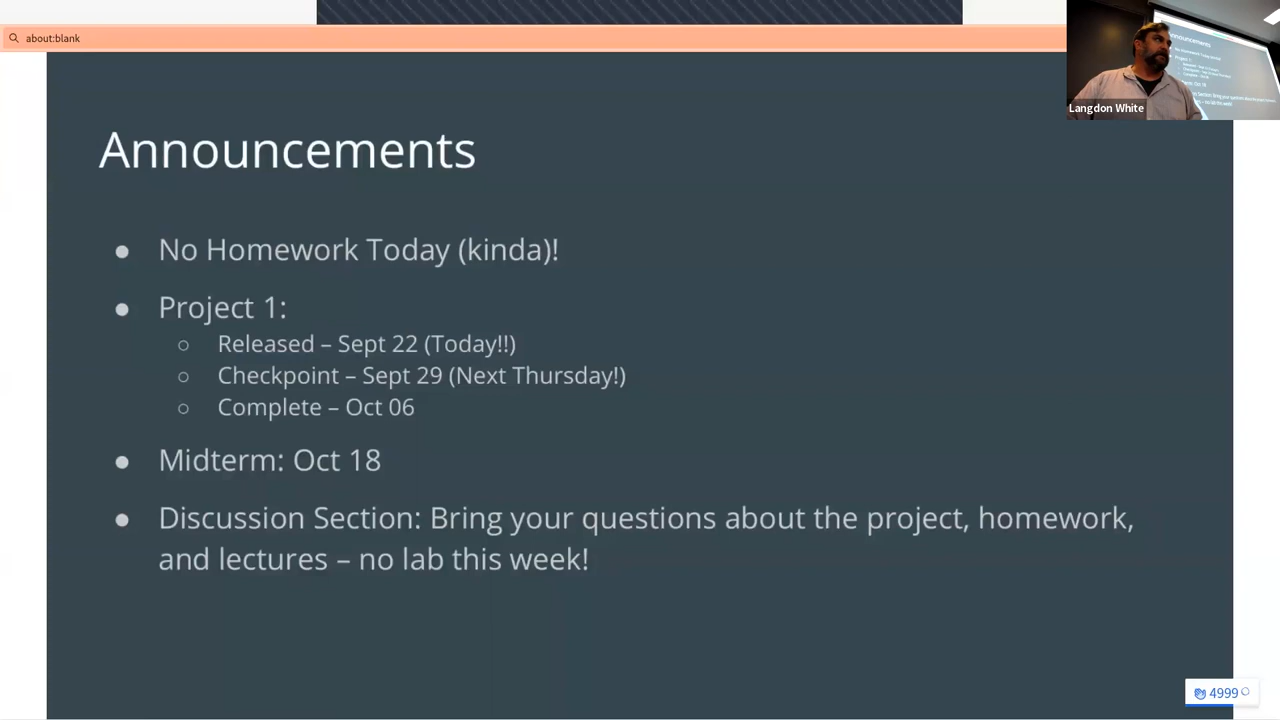 about:blank
Langdon White
Announcements
● No Homework Today (kinda)!
● Project 1:
○ Released – Sept 22 (Today!!)
○ Checkpoint – Sept 29 (Next Thursday!)
○ Complete – Oct 06
● Midterm: Oct 18
● Discussion Section: Bring your questions about the project, homework,
and lectures – no lab this week!
4999